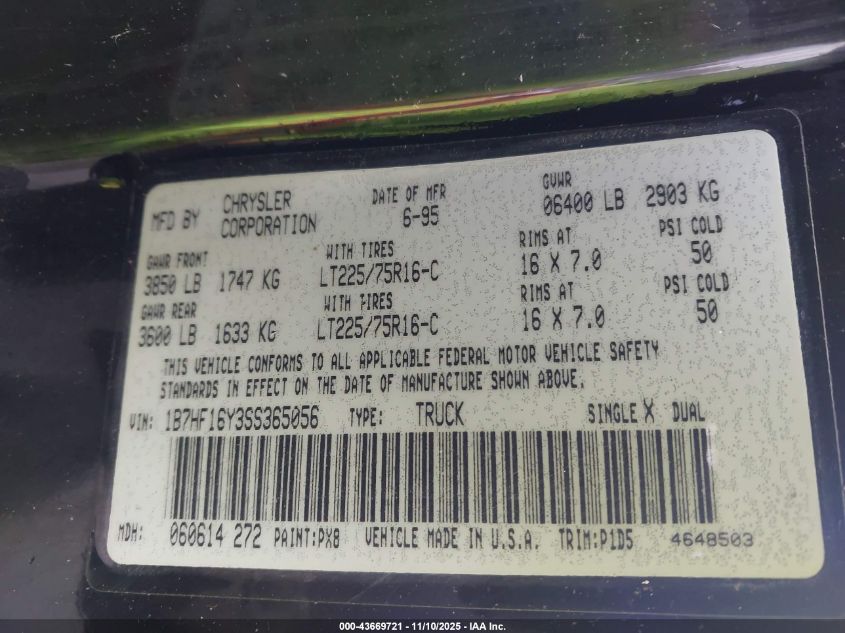 MFD BY CHRYSLER CORPORATION DATE OF MFR 6-95 GVWR 06400 LB 2903 KG
GAWR FRONT WITH TIRES RIMS AT PSI COLD
3850 LB 1747 KG LT225/75R16-C 16 X 7.0 50
GAWR REAR WITH TIRES RIMS AT PSI COLD
3600 LB 1633 KG LT225/75R16-C 16 X 7.0 50
THIS VEHICLE CONFORMS TO ALL APPLICABLE FEDERAL MOTOR VEHICLE SAFETY
STANDARDS IN EFFECT ON THE DATE OF MANUFACTURE SHOWN ABOVE.
VIN: 1B7HF16Y3SS365056 TYPE: TRUCK SINGLE X DUAL
MDH: 060614 272 PAINT:PX8 VEHICLE MADE IN U.S.A. TRIM:P1D5 4648503
000-43669721 - 11/10/2025 - IAA Inc.